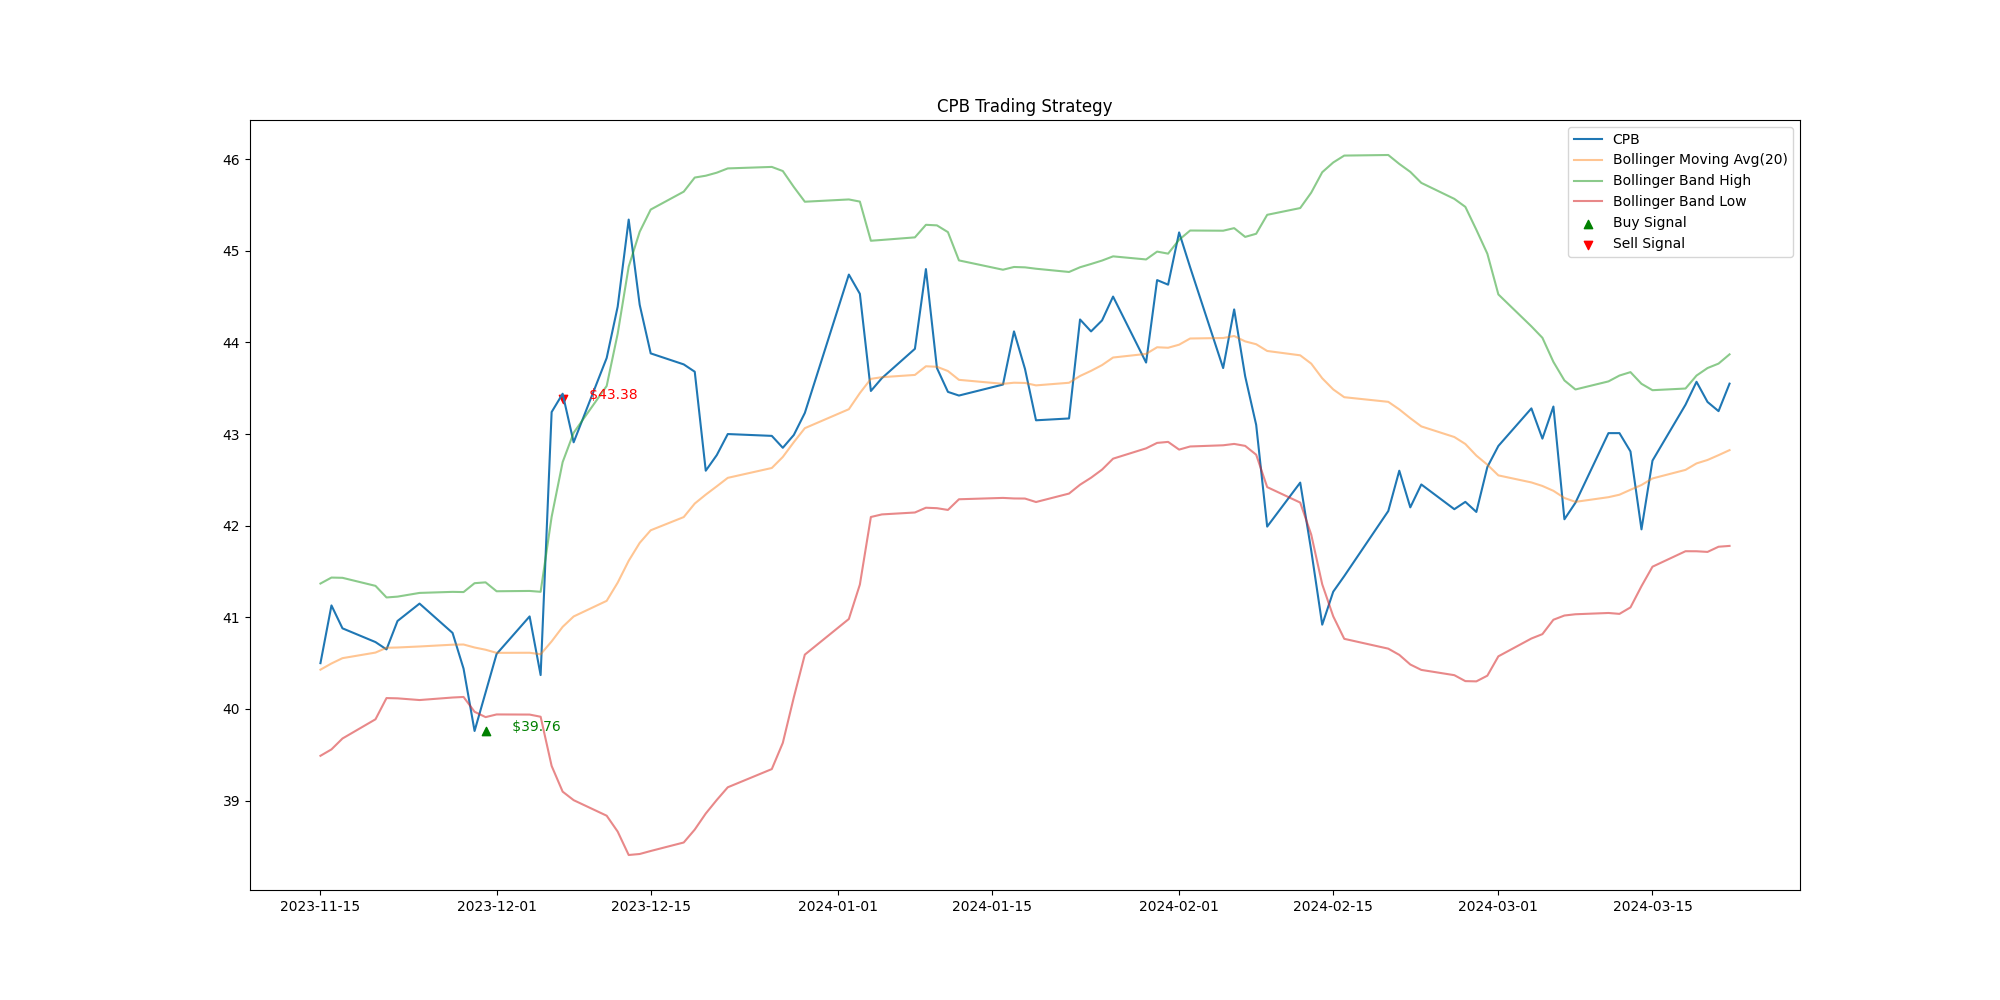 CPB Trading Strategy
CPB
Bollinger Moving Avg(20)
Bollinger Band High
Bollinger Band Low
Buy Signal
Sell Signal
46
45
44
43
42
41
40
39
$43.38
$39.76
2023-11-15
2023-12-01
2023-12-15
2024-01-01
2024-01-15
2024-02-01
2024-02-15
2024-03-01
2024-03-15